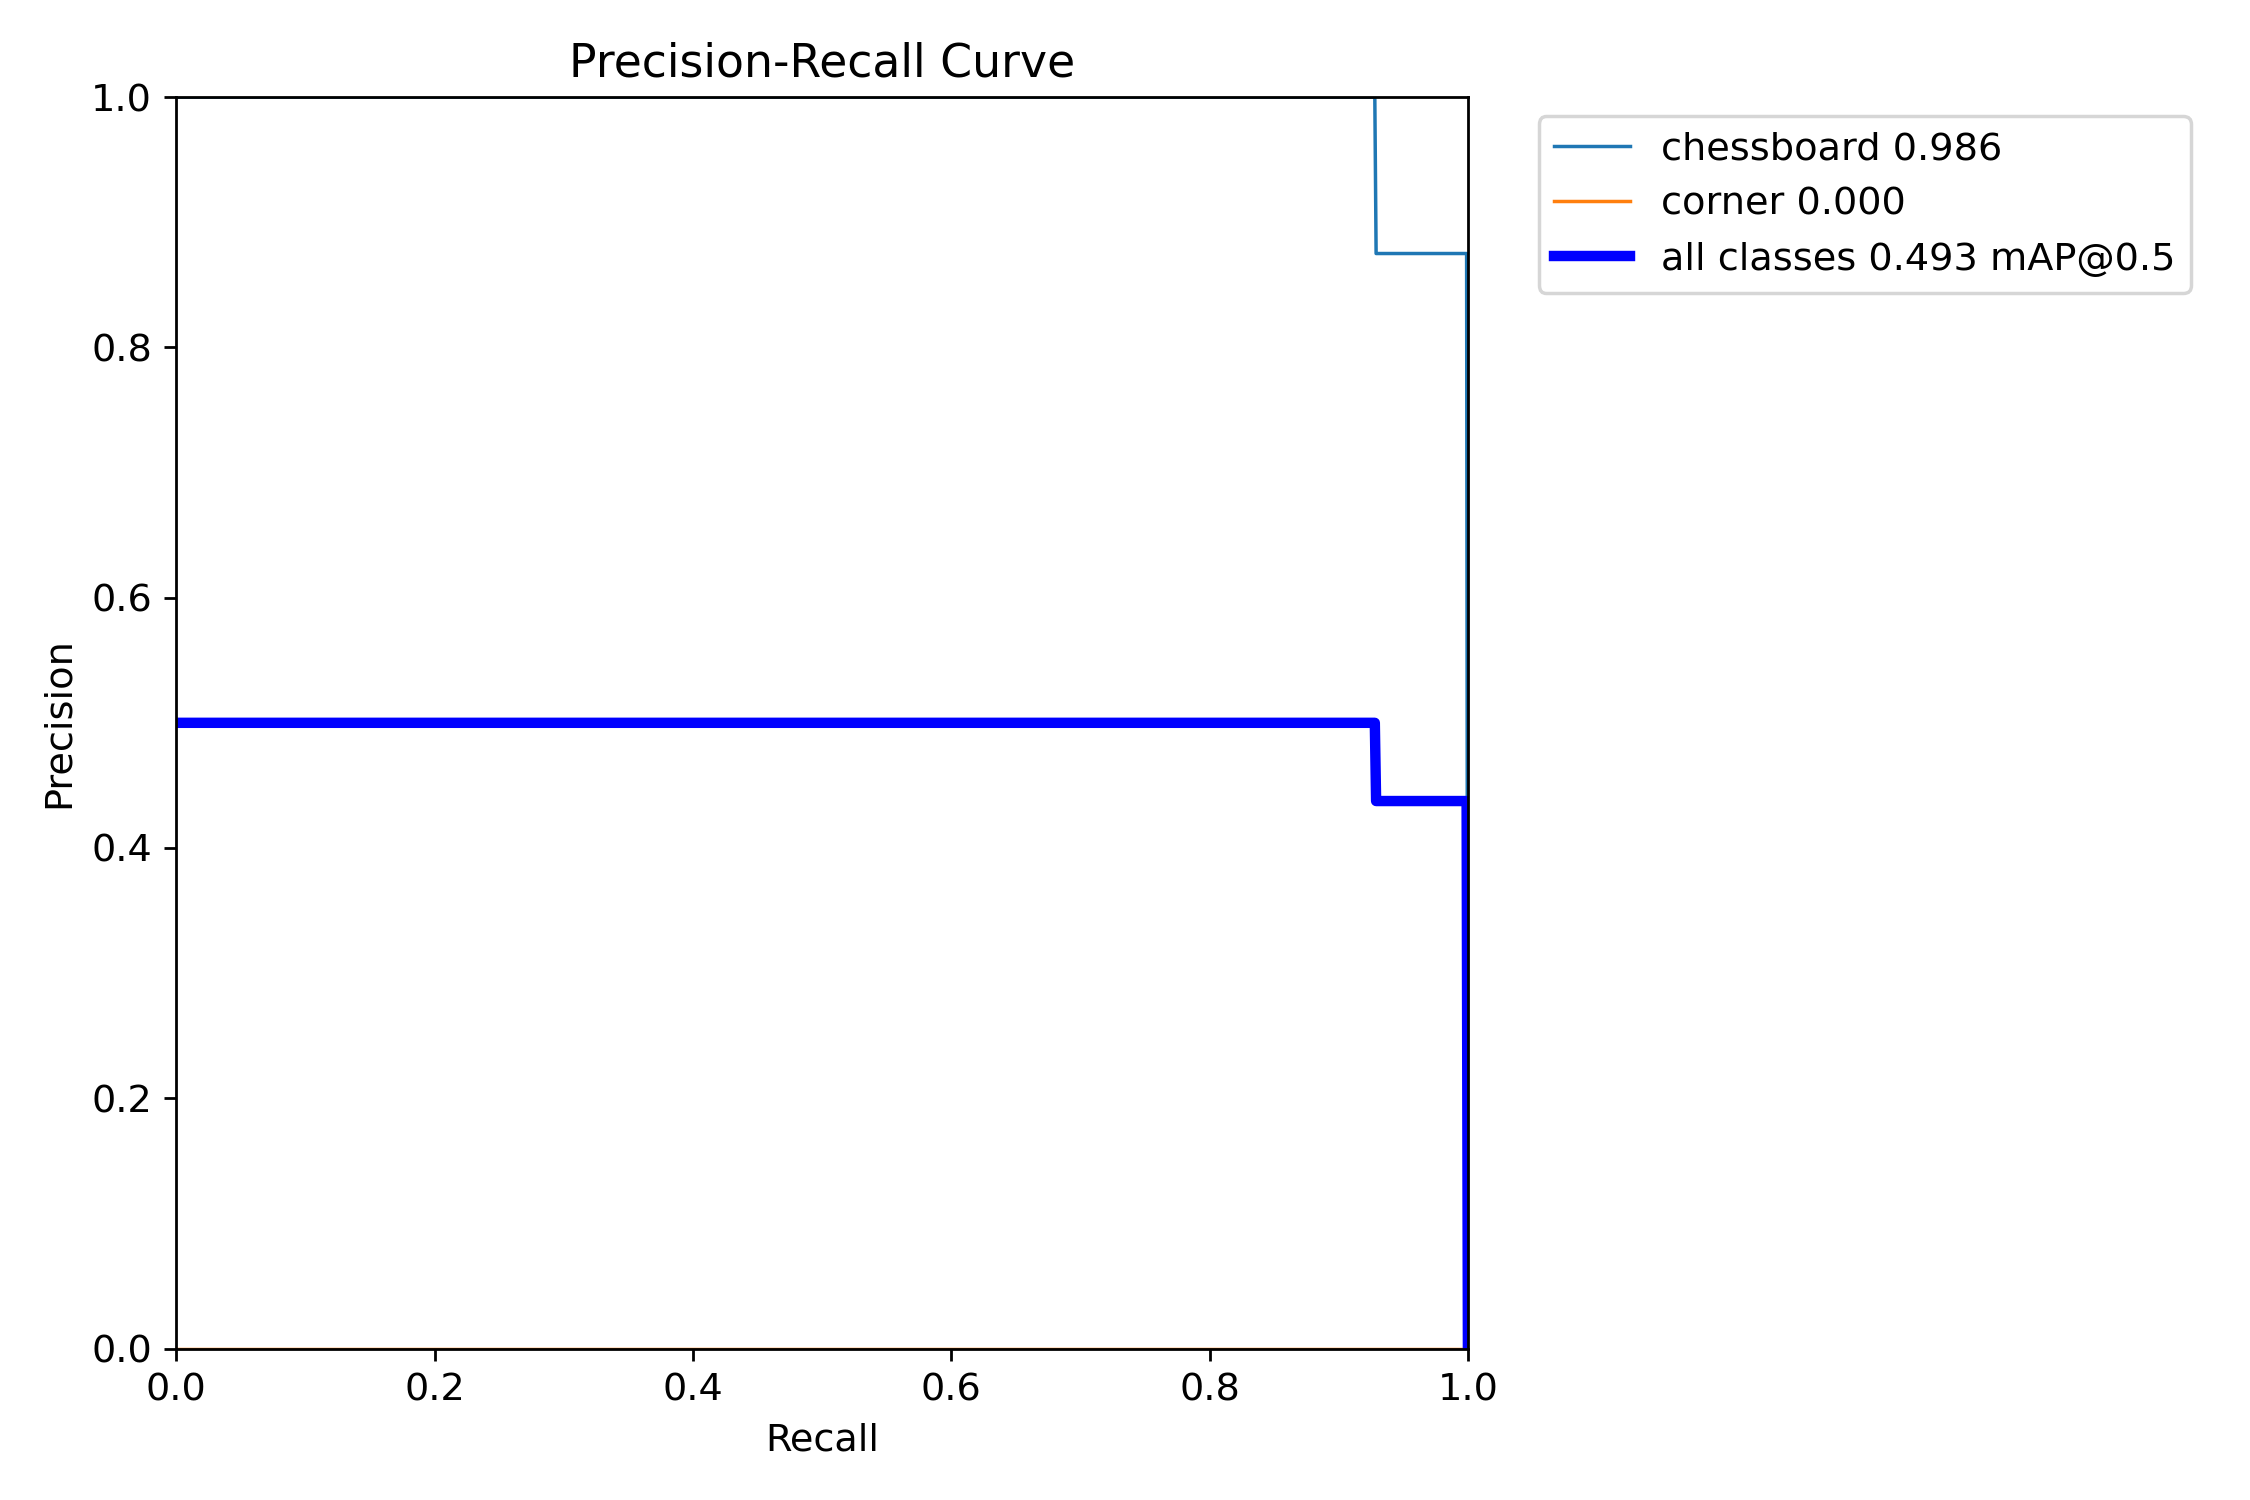 Precision-Recall Curve
1.0
0.8
0.6
0.4
0.2
0.0
Precision
0.0 0.2 0.4 0.6 0.8 1.0
Recall
chessboard 0.986
corner 0.000
all classes 0.493 mAP@0.5